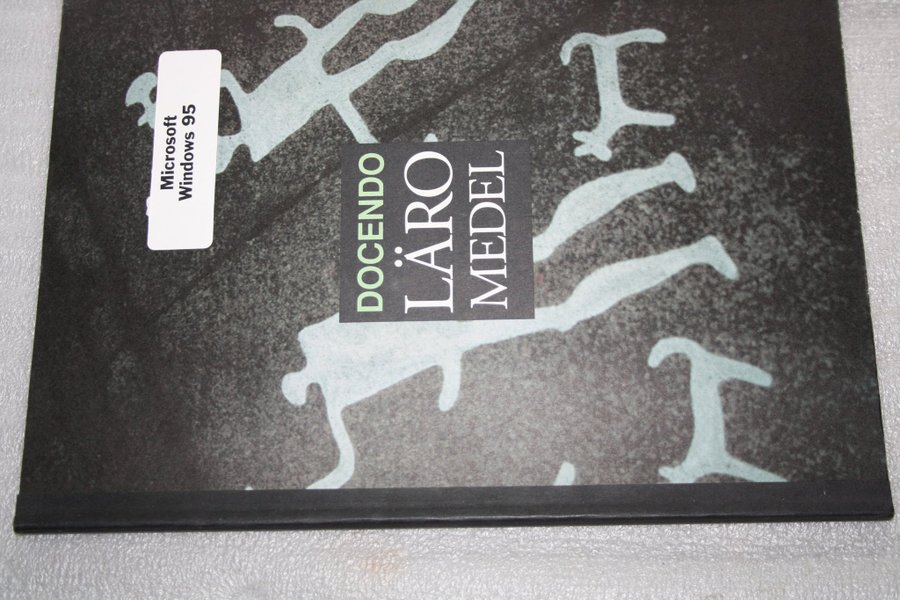 Microsoft
Windows 95
DOCENDO
LÄRO
MEDEL